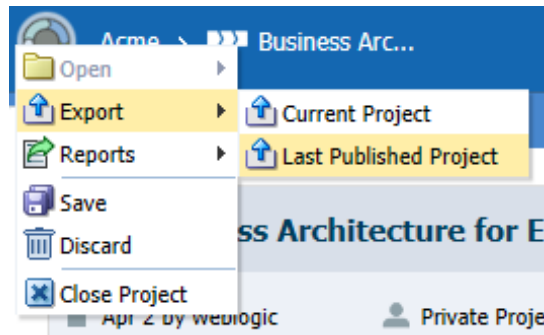 Acme > Business Arc...
Open
Export
Current Project
Reports
Last Published Project
Save
Discard
ss Architecture for E
Close Project
Apr 2 by weblogic
Private Proje